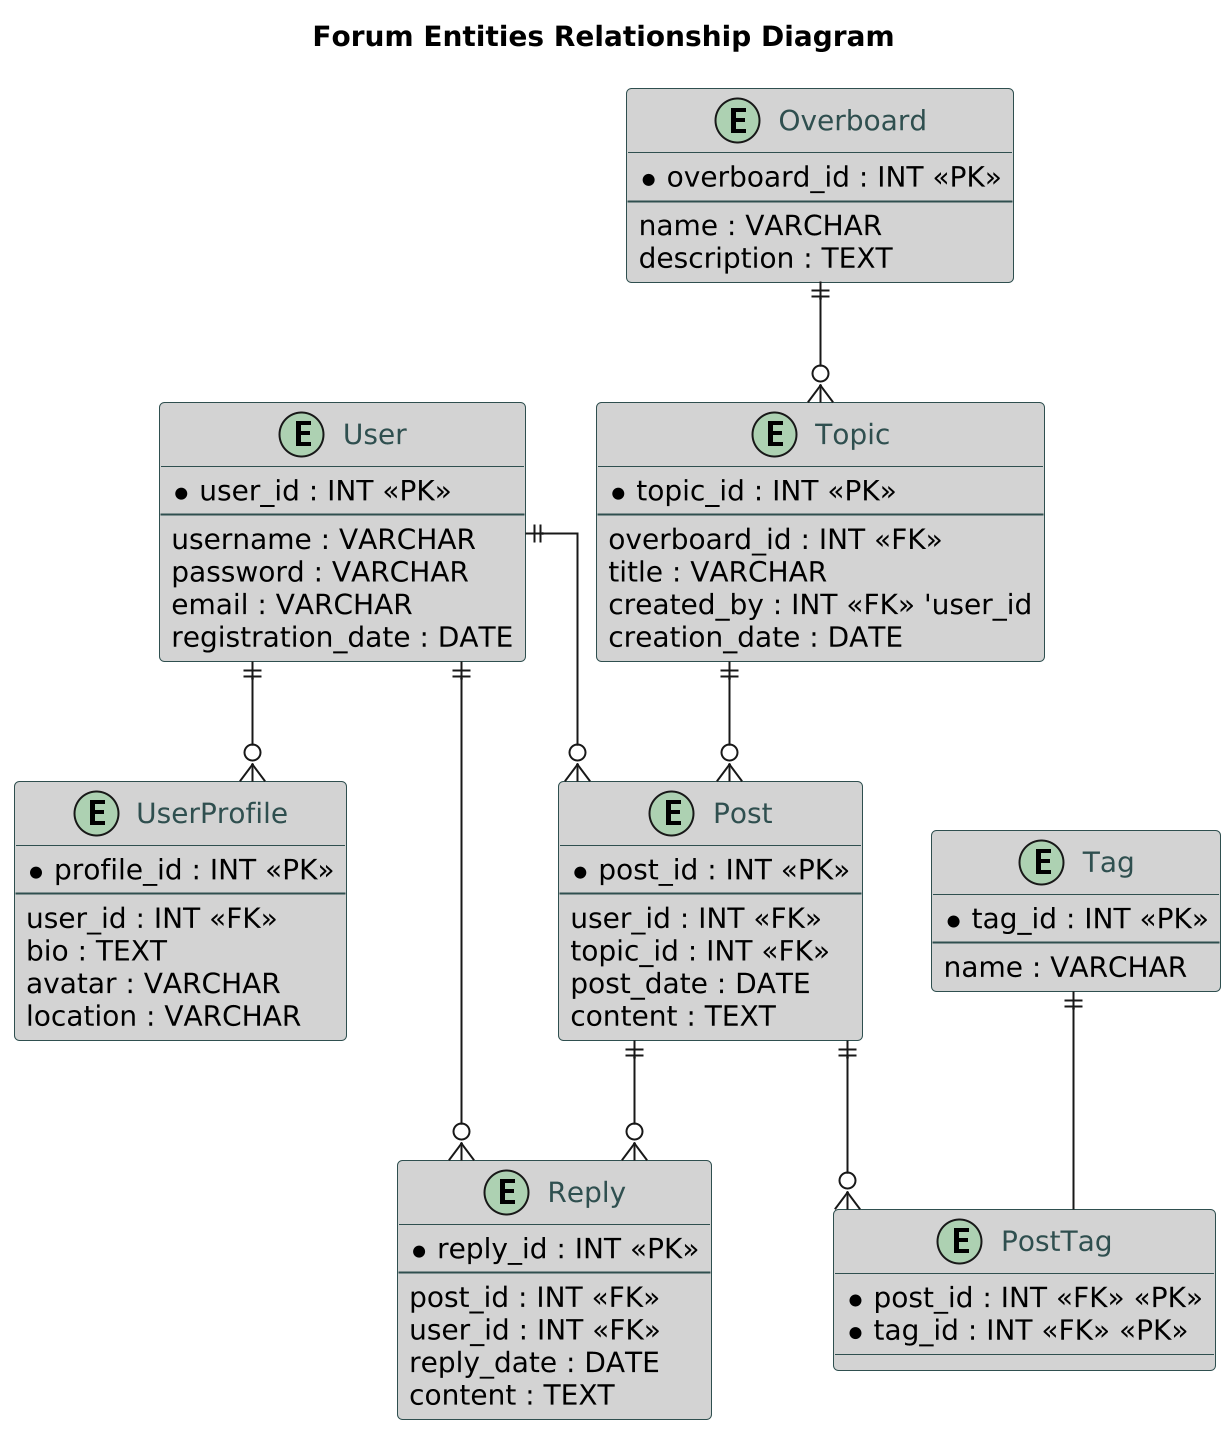 Forum Entities Relationship Diagram
E Overboard
overboard_id : INT «PK»
name : VARCHAR
description : TEXT
E User
user_id : INT «PK»
username : VARCHAR
password : VARCHAR
email : VARCHAR
registration_date : DATE
E Topic
topic_id : INT «PK»
overboard_id : INT «FK»
title : VARCHAR
created_by : INT «FK» 'user_id
creation_date : DATE
E UserProfile
profile_id : INT «PK»
user_id : INT «FK»
bio : TEXT
avatar : VARCHAR
location : VARCHAR
E Post
post_id : INT «PK»
user_id : INT «FK»
topic_id : INT «FK»
post_date : DATE
content : TEXT
E Tag
tag_id : INT «PK»
name : VARCHAR
E Reply
reply_id : INT «PK»
post_id : INT «FK»
user_id : INT «FK»
reply_date : DATE
content : TEXT
E PostTag
post_id : INT «FK» «PK»
tag_id : INT «FK» «PK»